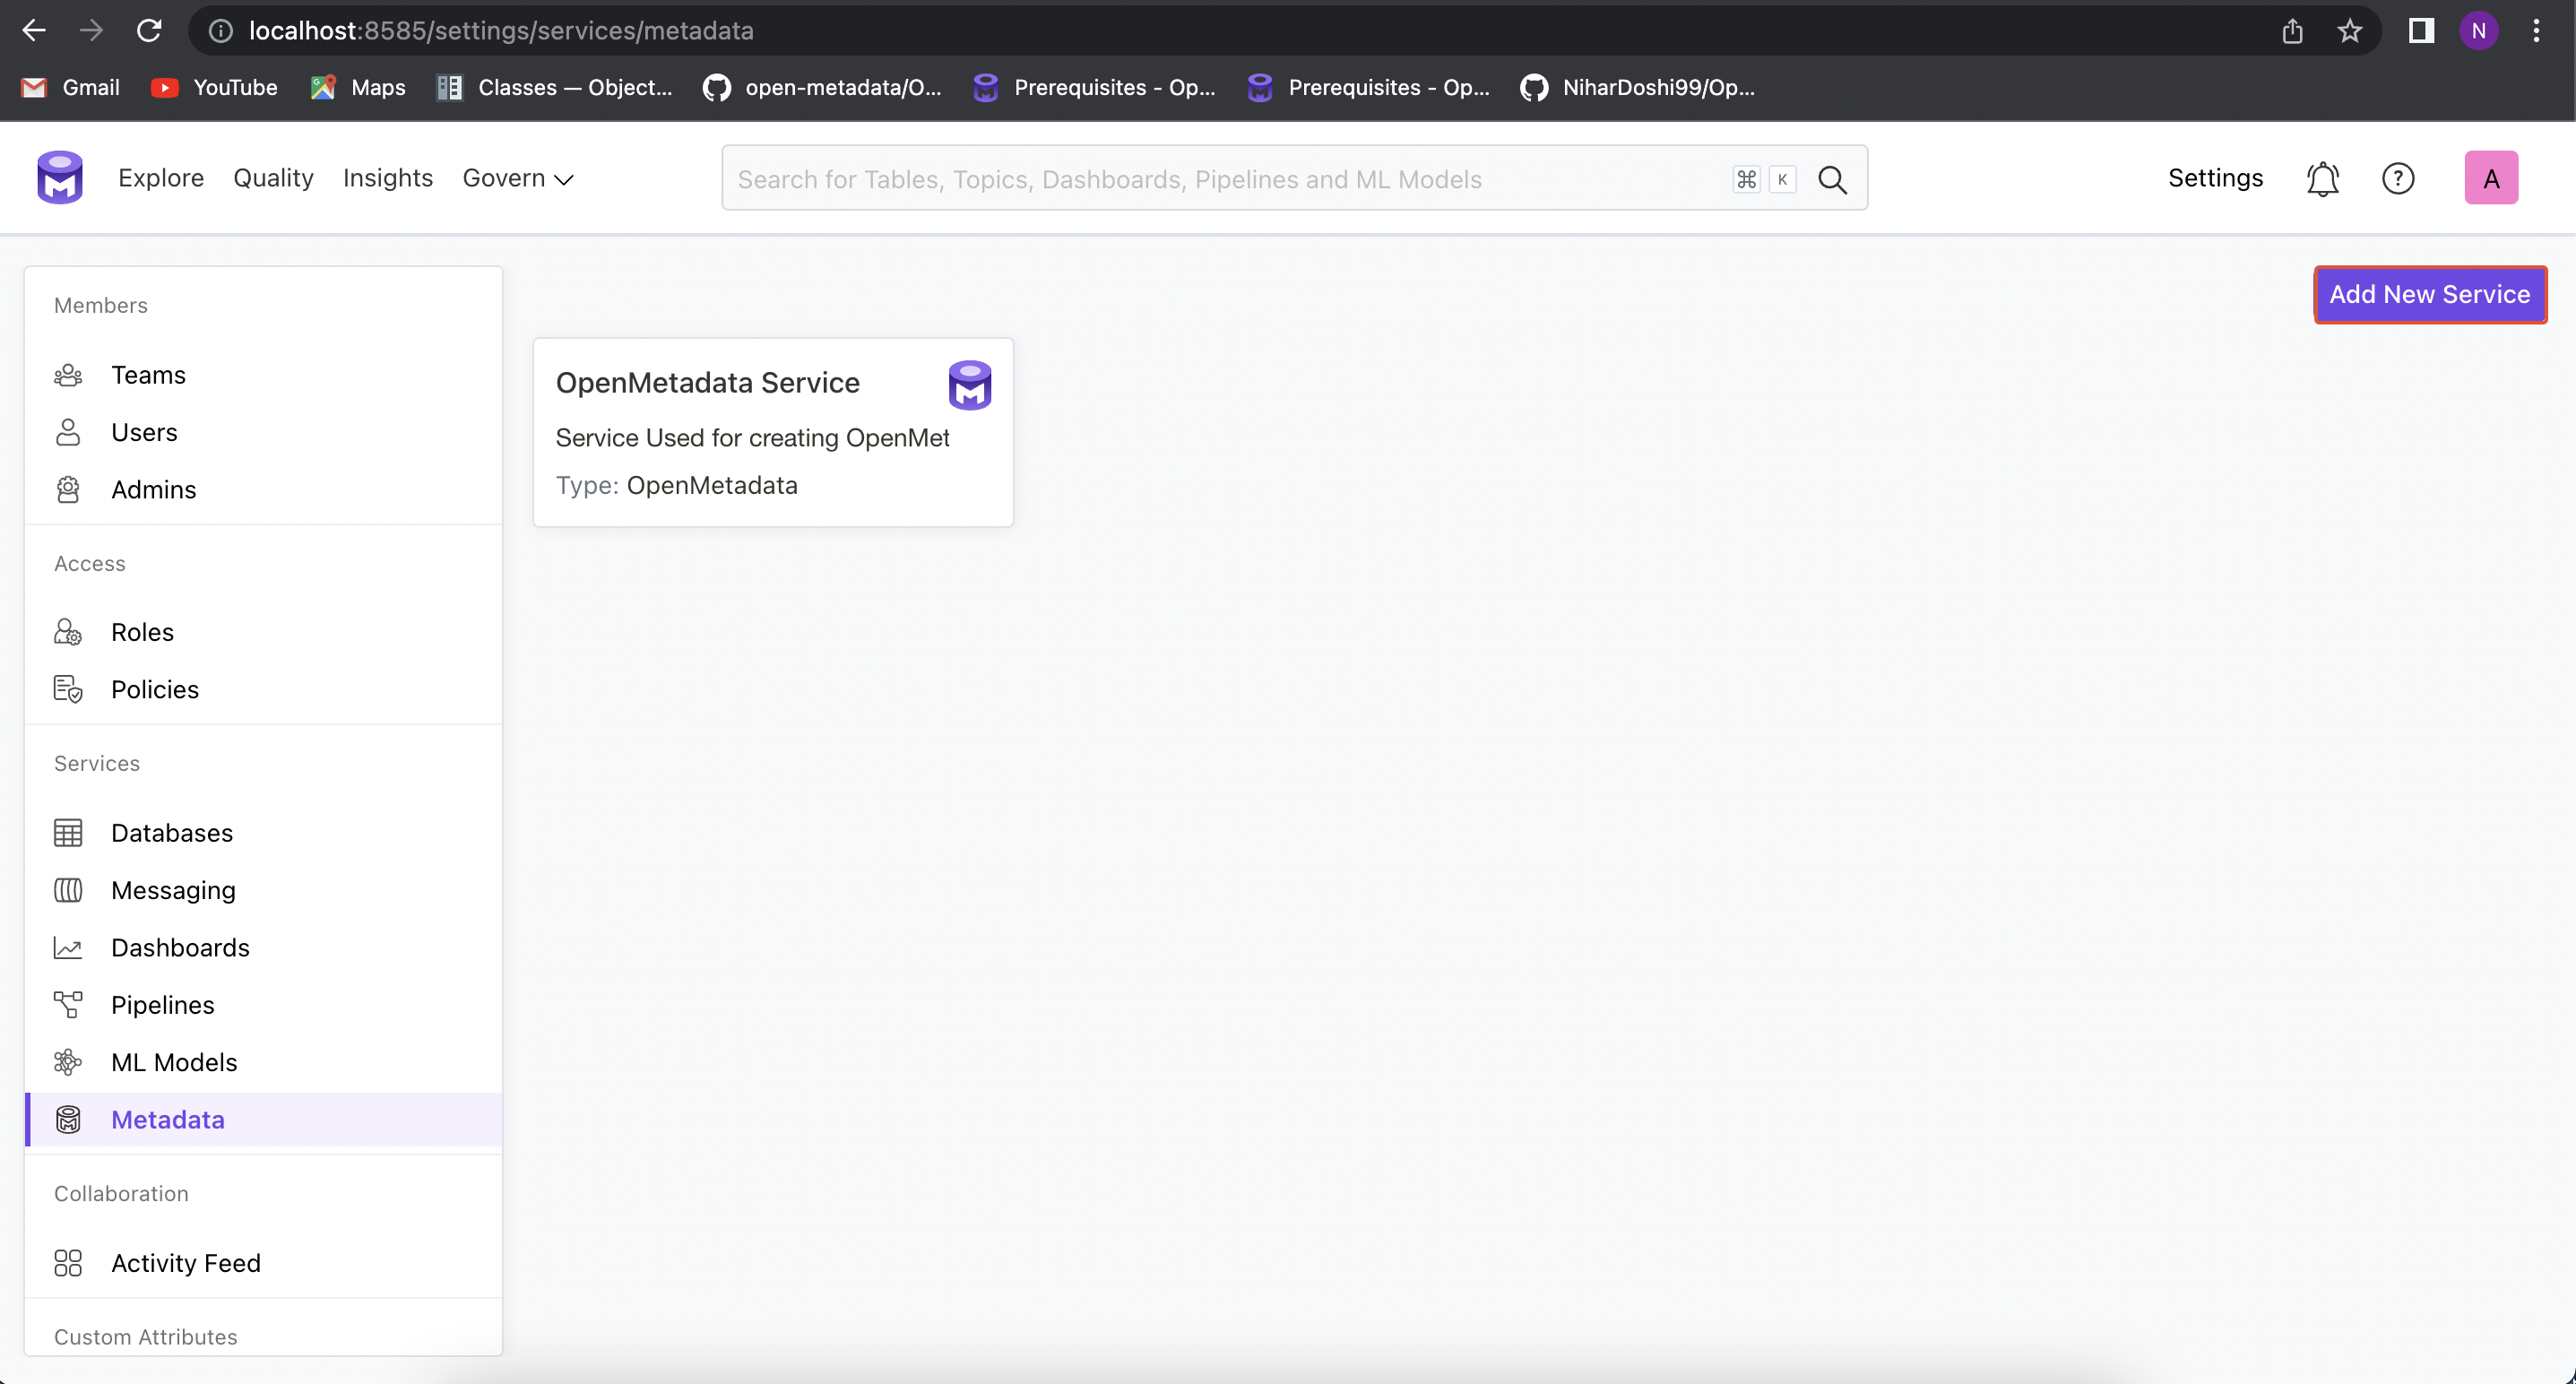 localhost:8585/settings/services/metadata
N
Gmail YouTube Maps Classes — Object... open-metadata/O... Prerequisites - Op... Prerequisites - Op... NiharDoshi99/Op...
Explore Quality Insights Govern
Search for Tables, Topics, Dashboards, Pipelines and ML Models ⌘ K
Settings ? A
Members
Teams
Users
Admins
Access
Roles
Policies
Services
Databases
Messaging
Dashboards
Pipelines
ML Models
Metadata
Collaboration
Activity Feed
Custom Attributes
Add New Service
OpenMetadata Service
Service Used for creating OpenMet
Type: OpenMetadata